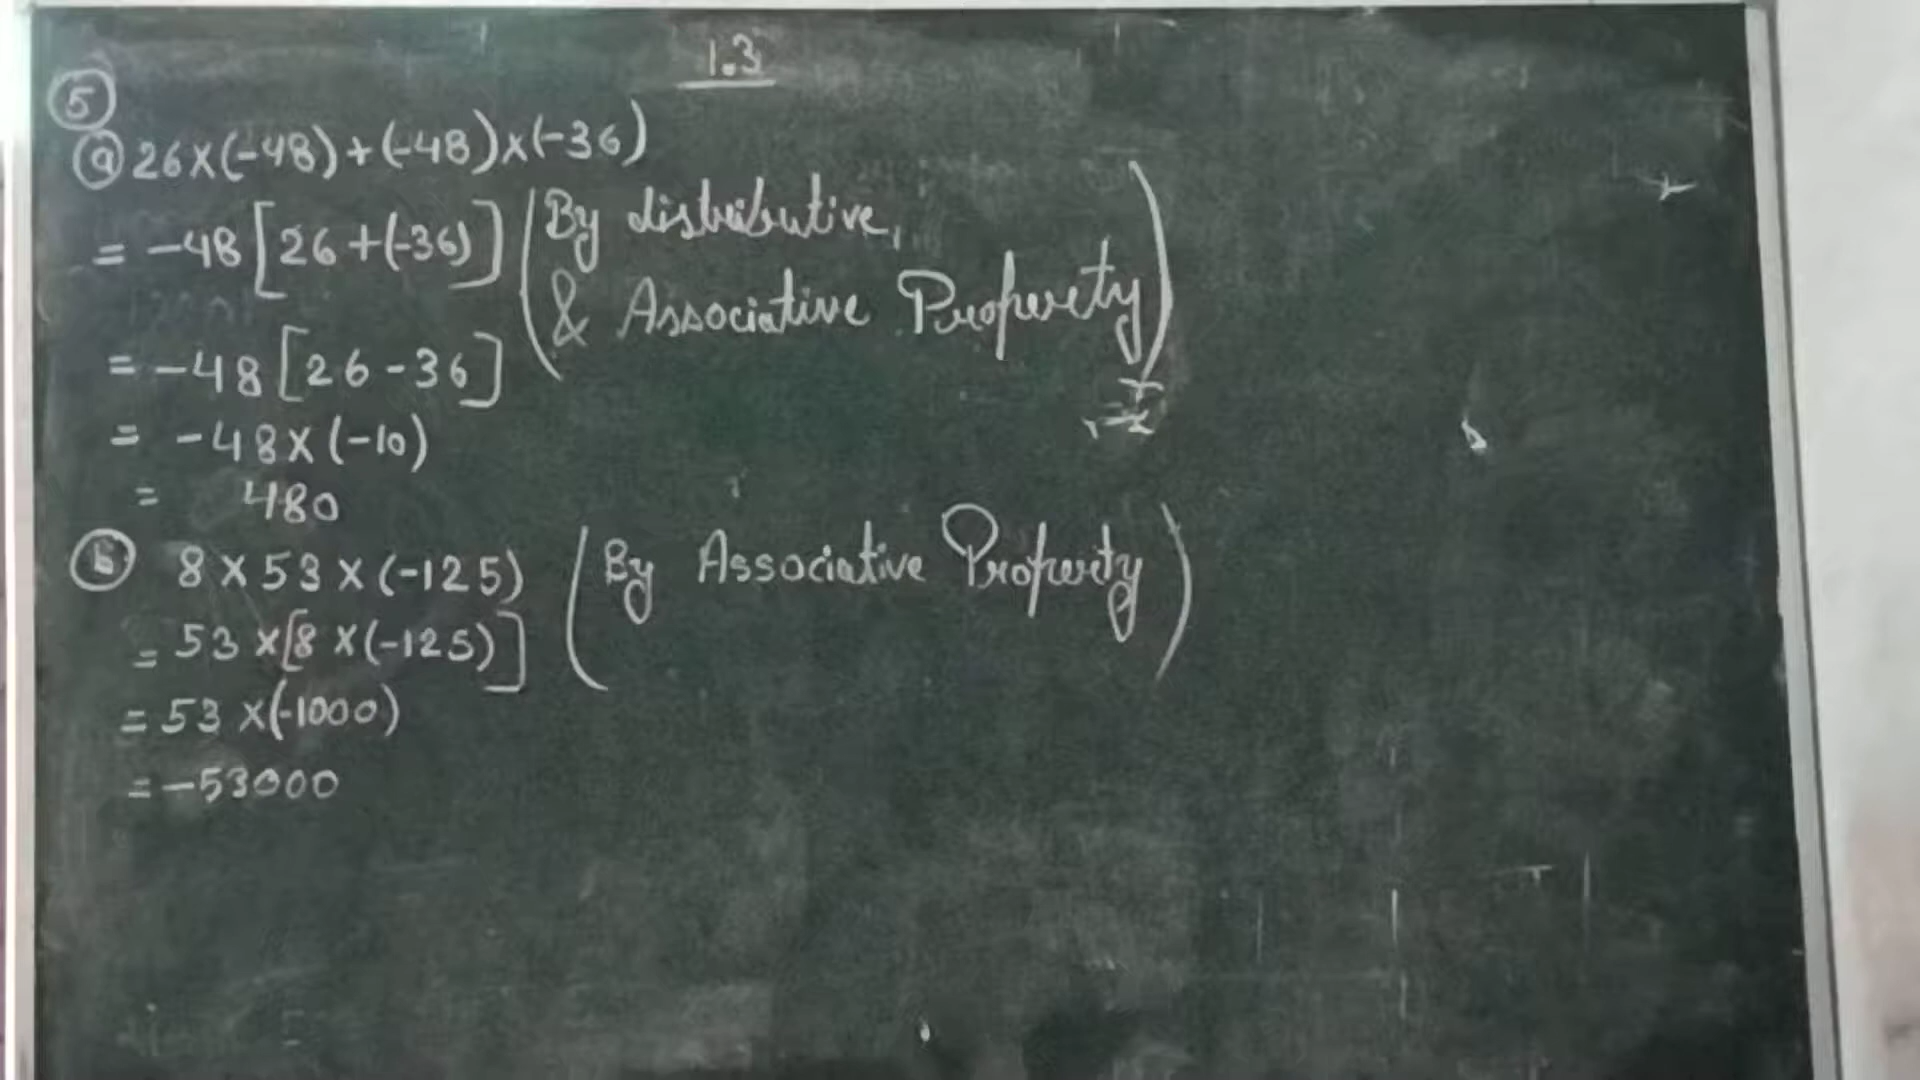 1.3
5
a 26×(-48)+(-48)×(-36)
= -48[26+(-36)] (By distributive,
& Associative Property)
= -48[26-36]
= -48×(-10)
= 480
b 8×53×(-125) (By Associative Property)
= 53×[8×(-125)]
= 53×(-1000)
= -53000